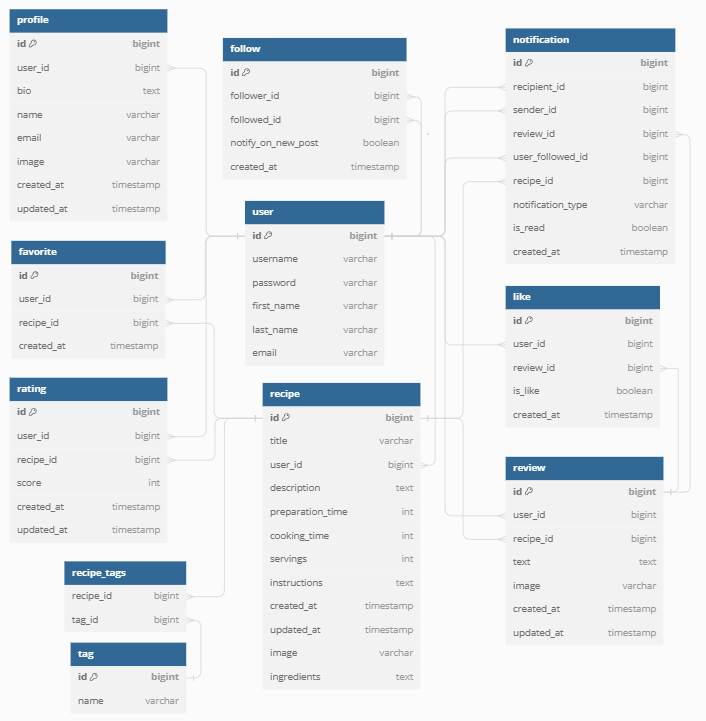 profile
id bigint
user_id bigint
bio text
name varchar
email varchar
image varchar
created_at timestamp
updated_at timestamp
follow
id bigint
follower_id bigint
followed_id bigint
notify_on_new_post boolean
created_at timestamp
notification
id bigint
recipient_id bigint
sender_id bigint
review_id bigint
user_followed_id bigint
recipe_id bigint
notification_type varchar
is_read boolean
created_at timestamp
user
id bigint
username varchar
password varchar
first_name varchar
last_name varchar
email varchar
favorite
id bigint
user_id bigint
recipe_id bigint
created_at timestamp
like
id bigint
user_id bigint
review_id bigint
is_like boolean
created_at timestamp
rating
id bigint
user_id bigint
recipe_id bigint
score int
created_at timestamp
updated_at timestamp
recipe
id bigint
title varchar
user_id bigint
description text
preparation_time int
cooking_time int
servings int
instructions text
created_at timestamp
updated_at timestamp
image varchar
ingredients text
review
id bigint
user_id bigint
recipe_id bigint
text text
image varchar
created_at timestamp
updated_at timestamp
recipe_tags
recipe_id bigint
tag_id bigint
tag
id bigint
name varchar